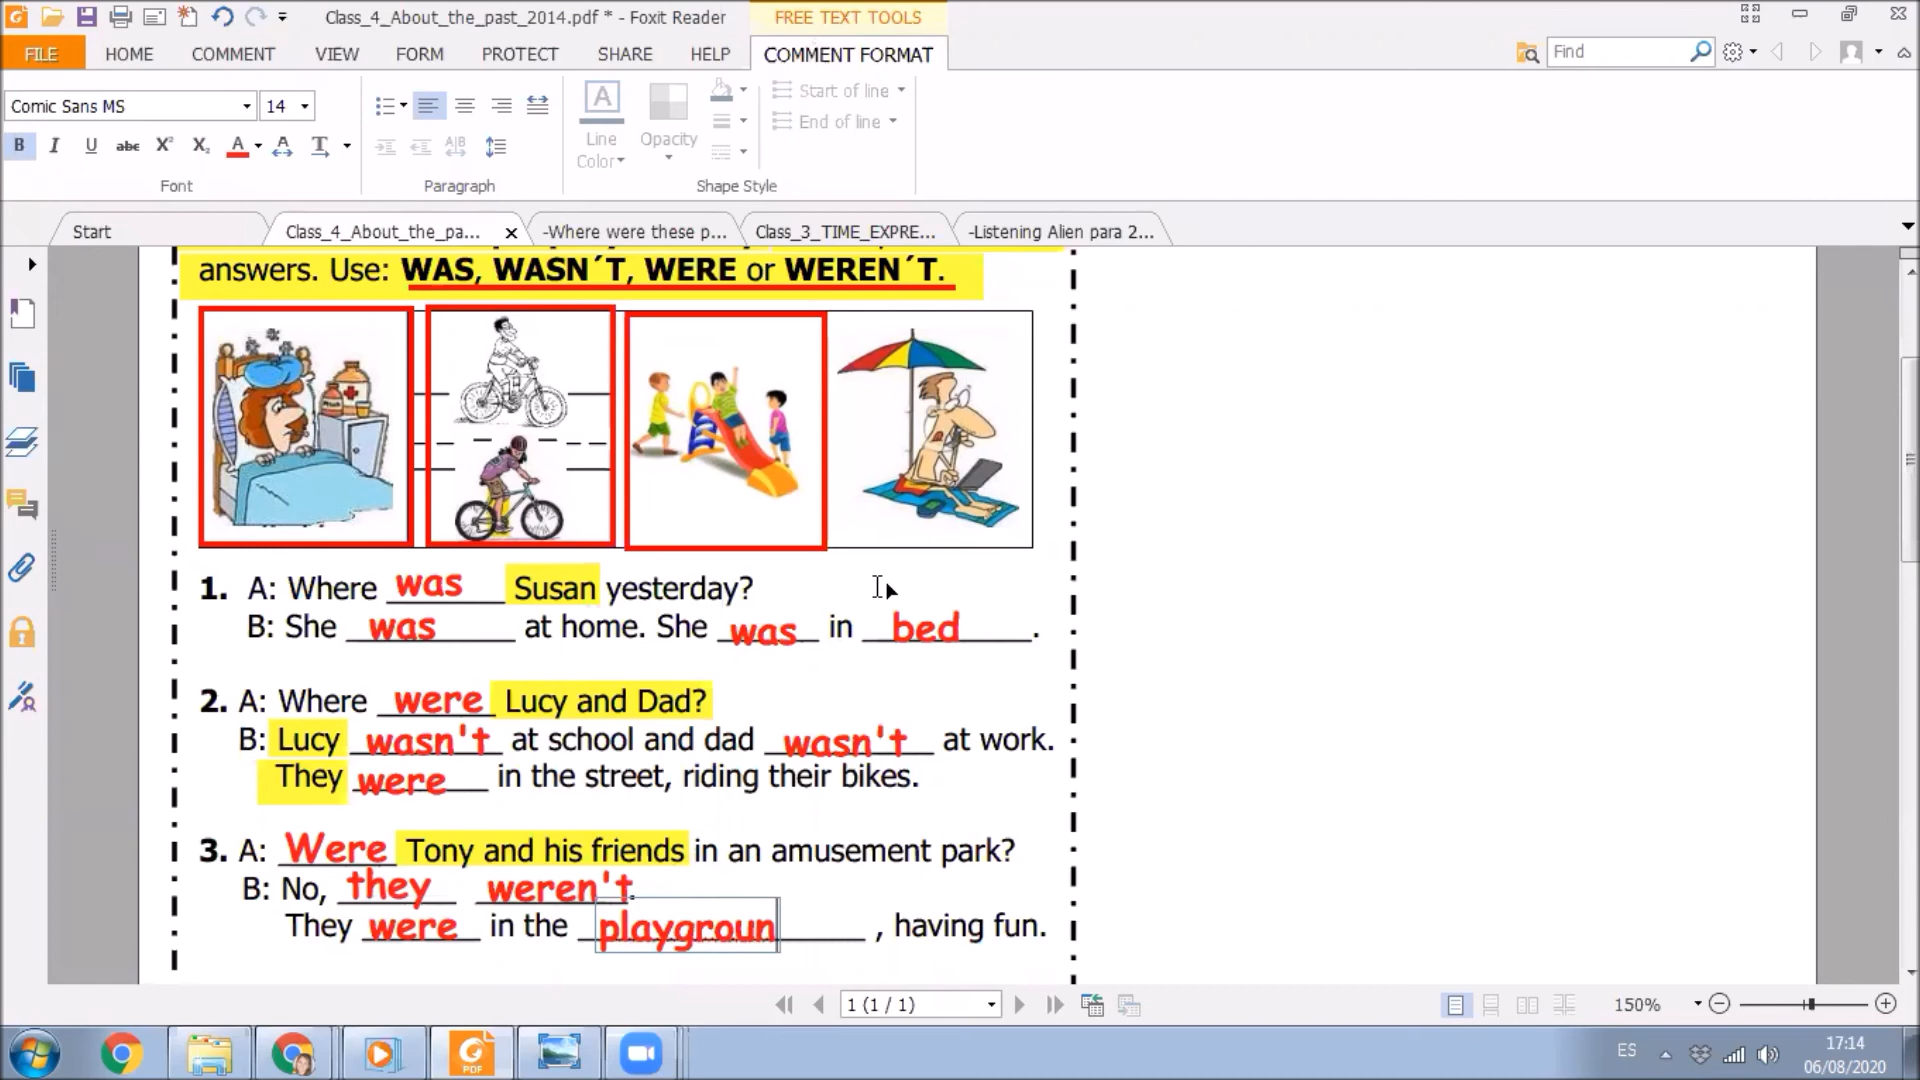 Class_4_About_the_past_2014.pdf * - Foxit Reader
FREE TEXT TOOLS
FILE HOME COMMENT VIEW FORM PROTECT SHARE HELP COMMENT FORMAT
Find
Comic Sans MS 14
Start of line
End of line
Line Color
Opacity
B I U abc X² X₂ A A T
Font Paragraph Shape Style
Start Class_4_About_the_pa... -Where were these p... Class_3_TIME_EXPRE... -Listening Alien para 2...
answers. Use: WAS, WASN´T, WERE or WEREN´T.
1. A: Where was Susan yesterday?
B: She was at home. She was in bed.
2. A: Where were Lucy and Dad?
B: Lucy wasn't at school and dad wasn't at work.
They were in the street, riding their bikes.
3. A: Were Tony and his friends in an amusement park?
B: No, they weren't
They were in the playgroun, having fun.
1 (1 / 1)
150%
PDF
ES
17:14
06/08/2020